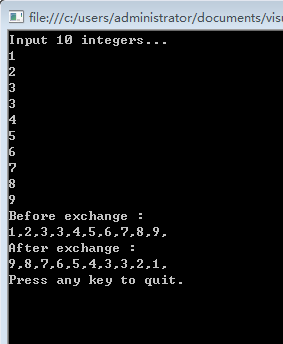 file:///c:/users/administrator/documents/visu
Input 10 integers...
1
2
3
3
4
5
6
7
8
9
Before exchange :
1,2,3,3,4,5,6,7,8,9,
After exchange :
9,8,7,6,5,4,3,3,2,1,
Press any key to quit.